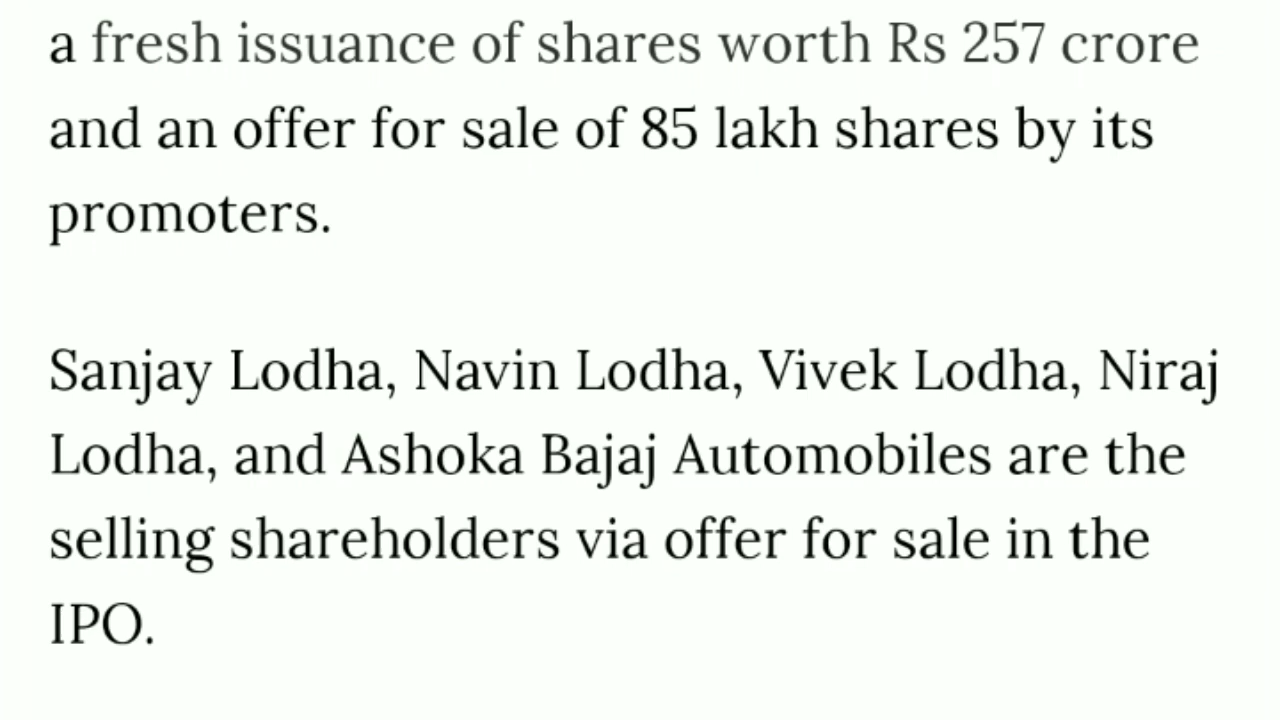 a fresh issuance of shares worth Rs 257 crore
and an offer for sale of 85 lakh shares by its
promoters.
Sanjay Lodha, Navin Lodha, Vivek Lodha, Niraj
Lodha, and Ashoka Bajaj Automobiles are the
selling shareholders via offer for sale in the
IPO.